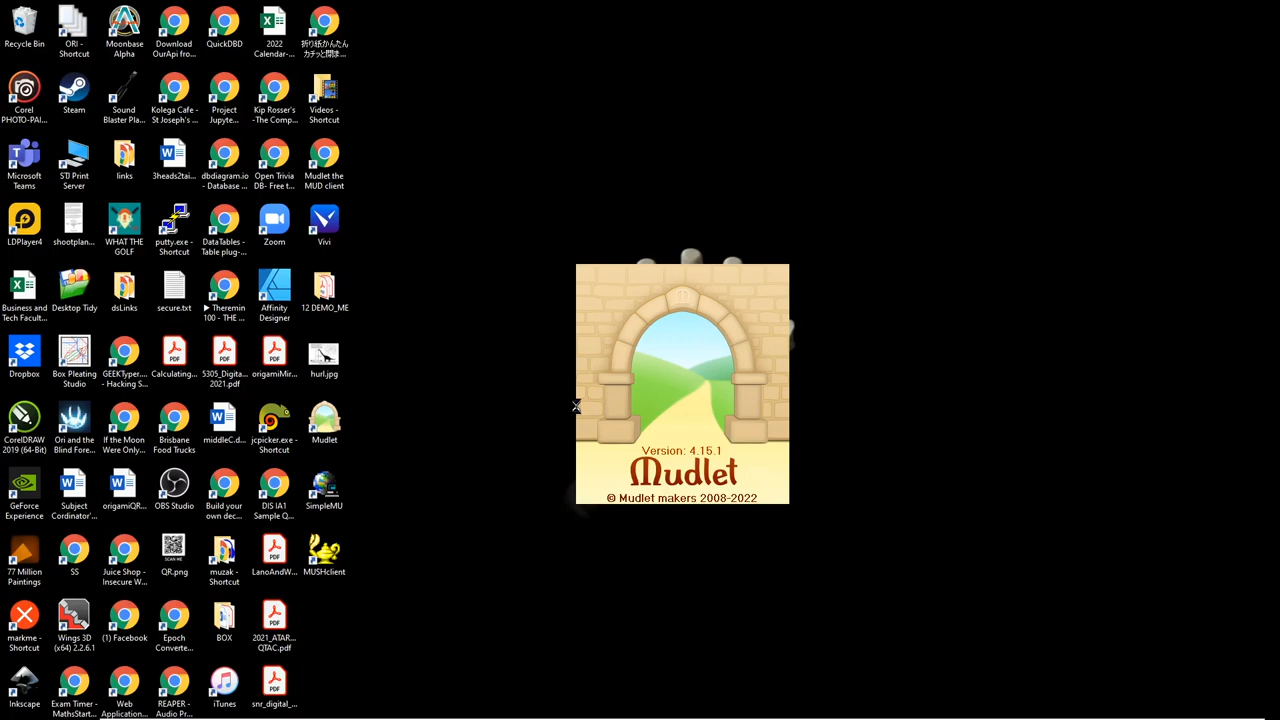 Recycle Bin
ORI -
Shortcut
Moonbase
Alpha
Download
OurApi fro...
QuickDBD
2022
Calendar-...
折り紙かんたん
カチッと閉ま...
Corel
PHOTO-PAI...
Steam
Sound
Blaster Pla...
Kolega Cafe -
St Joseph's ...
Project
Jupyte...
Kip Rosser's
-The Comp...
Videos -
Shortcut
Microsoft
Teams
STJ Print
Server
links
3heads2tai...
dbdiagram.io
- Database ...
Open Trivia
DB- Free t...
Mudlet the
MUD client
LDPlayer4
shootplan...
WHAT THE
GOLF
putty.exe -
Shortcut
DataTables -
Table plug-...
Zoom
Vivi
Business and
Tech Facult...
Desktop Tidy
dsLinks
secure.txt
▶ Theremin
100 - THE ...
Affinity
Designer
12 DEMO_ME
Dropbox
Box Pleating
Studio
GEEKTyper....
- Hacking S...
Calculating...
5305_Digita...
2021.pdf
origamiMir...
hurl.jpg
CorelDRAW
2019 (64-Bit)
Ori and the
Blind Fore...
If the Moon
Were Only...
Brisbane
Food Trucks
middleC.d...
jcpicker.exe -
Shortcut
Mudlet
GeForce
Experience
Subject
Cordinator'...
origamiQR...
OBS Studio
Build your
own dec...
DIS IA1
Sample Q...
SimpleMU
77 Million
Paintings
SS
Juice Shop -
Insecure W...
SCAN ME
QR.png
muzak -
Shortcut
LanoAndW...
MUSHclient
markme -
Shortcut
Wings 3D
(x64) 2.2.6.1
(1) Facebook
Epoch
Converte...
BOX
2021_ATAR...
QTAC.pdf
Inkscape
Exam Timer -
MathsStart...
Web
Application...
REAPER -
Audio Pr...
iTunes
snr_digital_...
Version: 4.15.1
Mudlet
© Mudlet makers 2008-2022